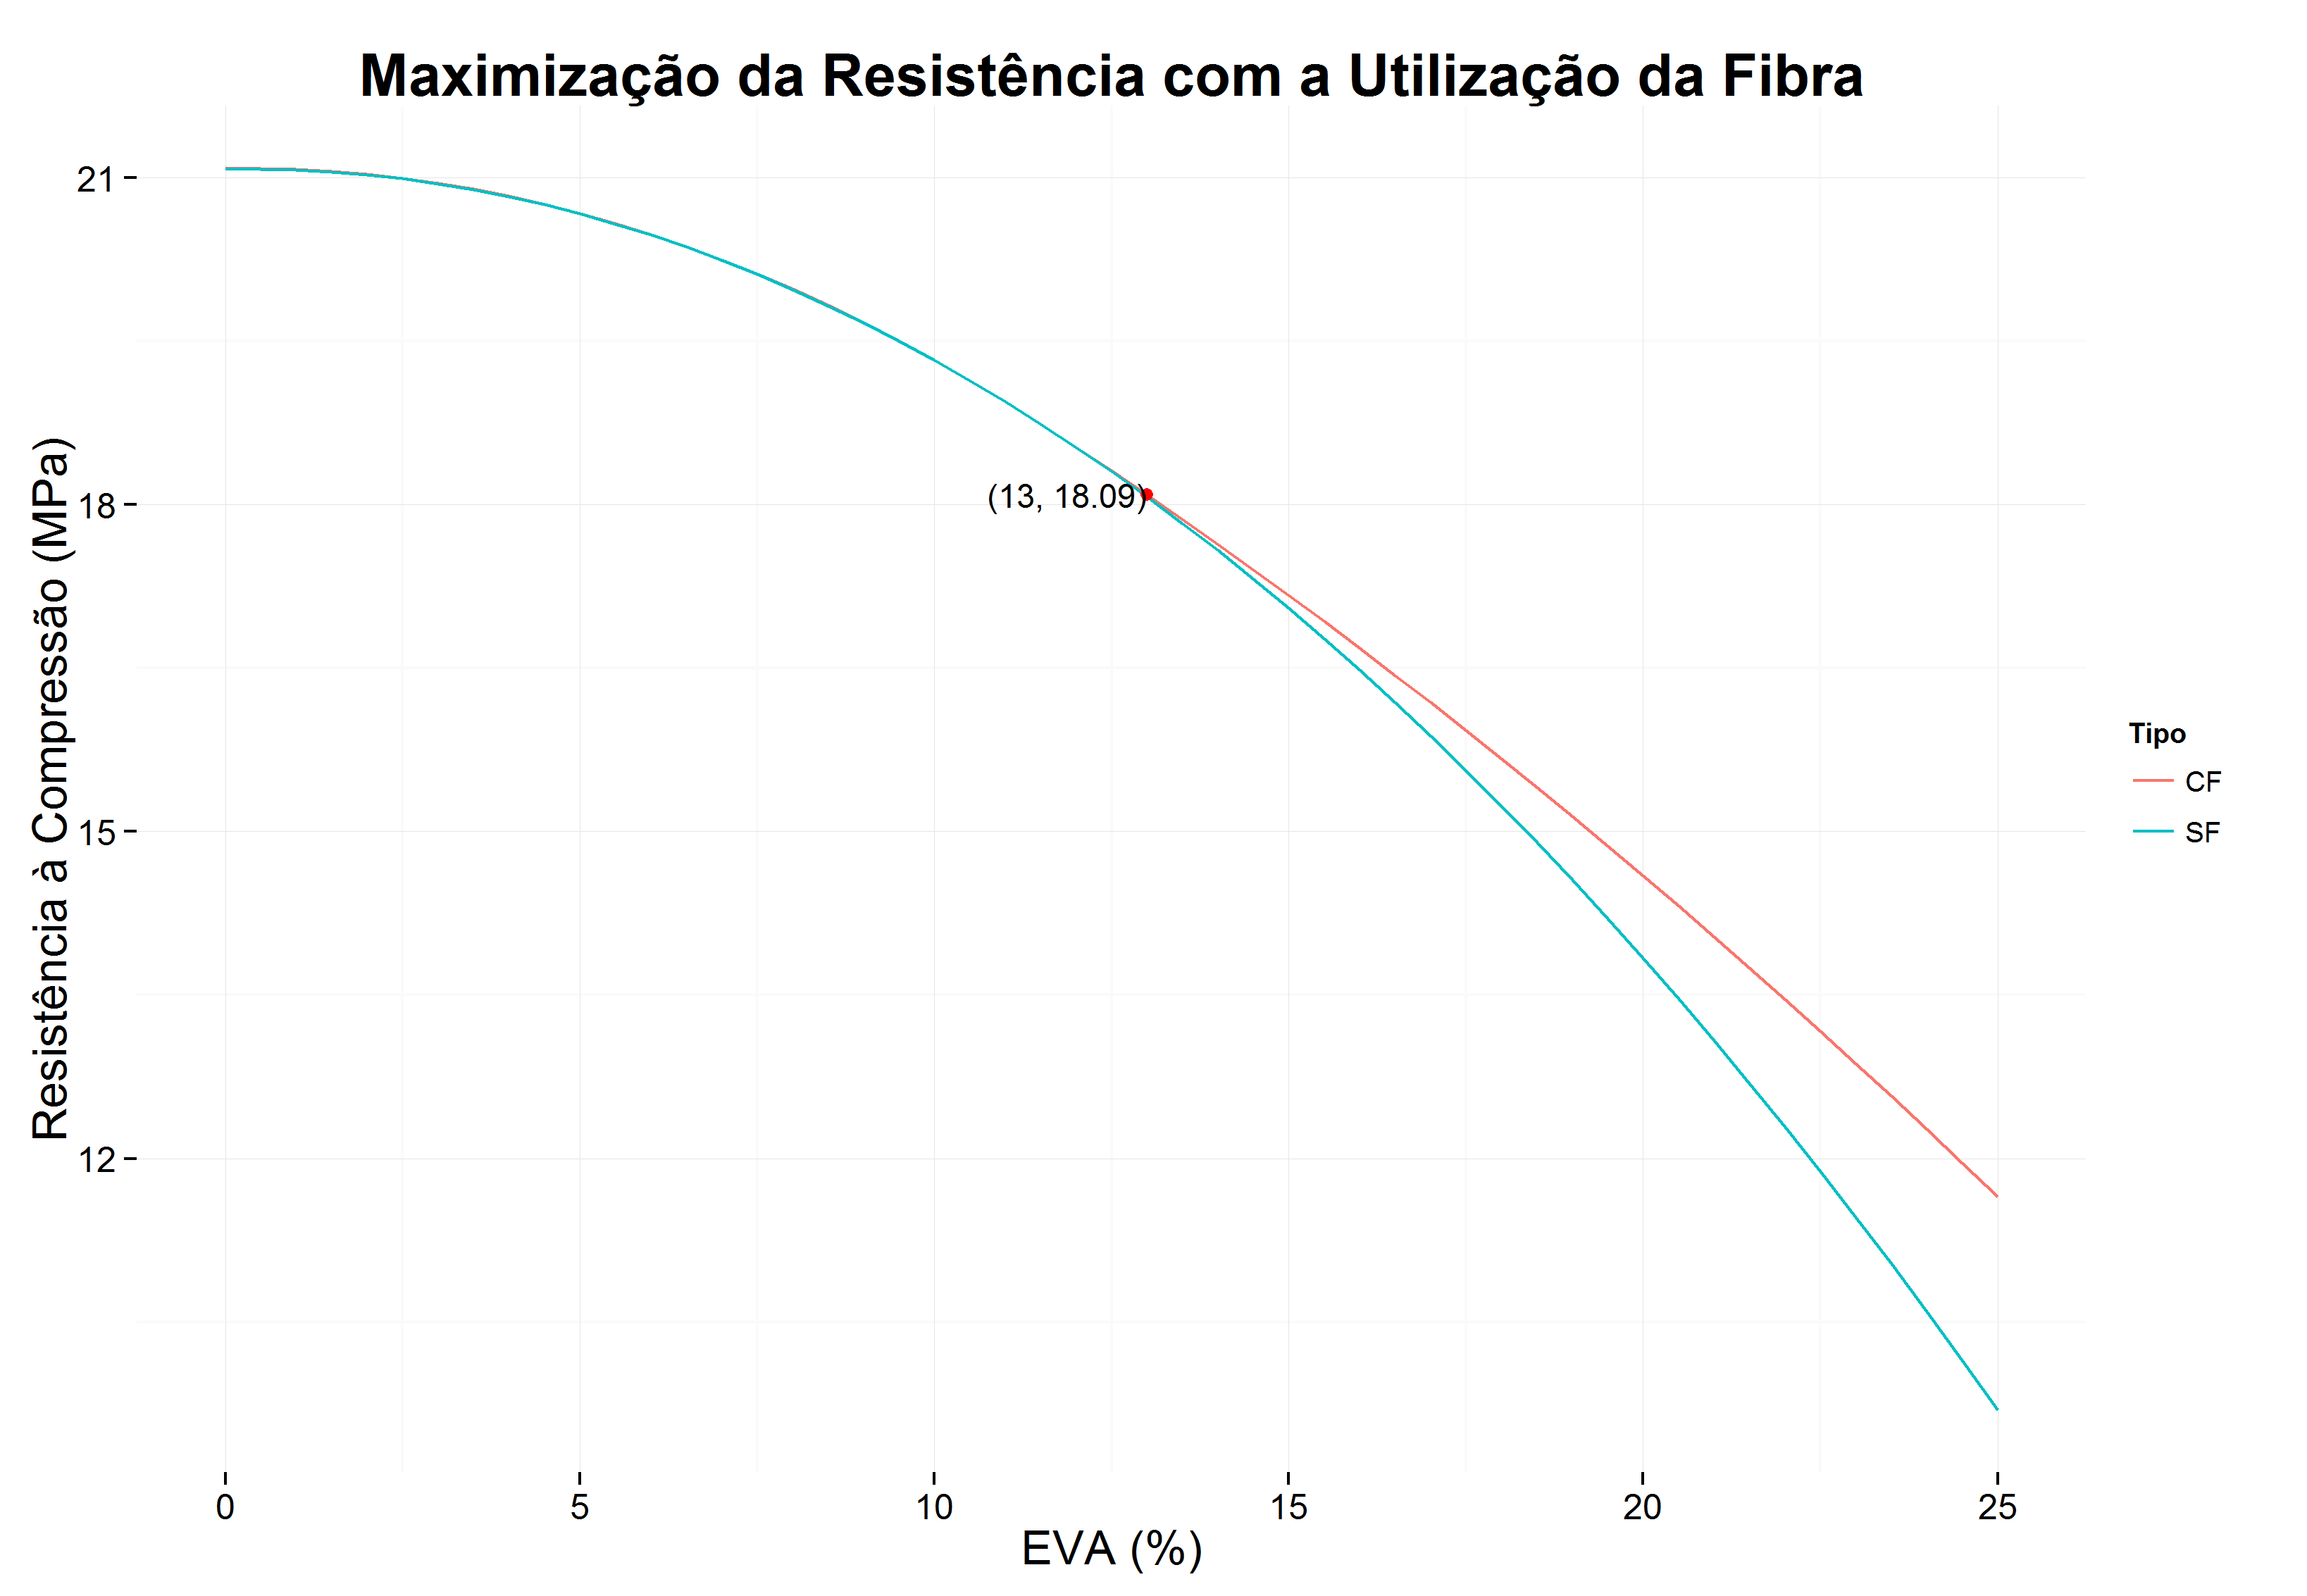 Maximização da Resistência com a Utilização da Fibra
Resistência à Compressão (MPa)
21
18
15
12
(13, 18.09)
0 5 10 15 20 25
EVA (%)
Tipo
CF
SF